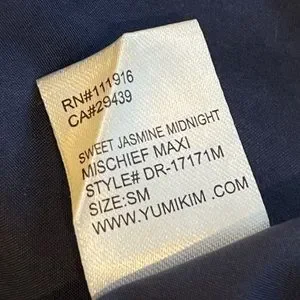 RN#111916
CA#29439
SWEET JASMINE MIDNIGHT
MISCHIEF MAXI
STYLE# DR-17171M
SIZE:SM
WWW.YUMIKIM .COM